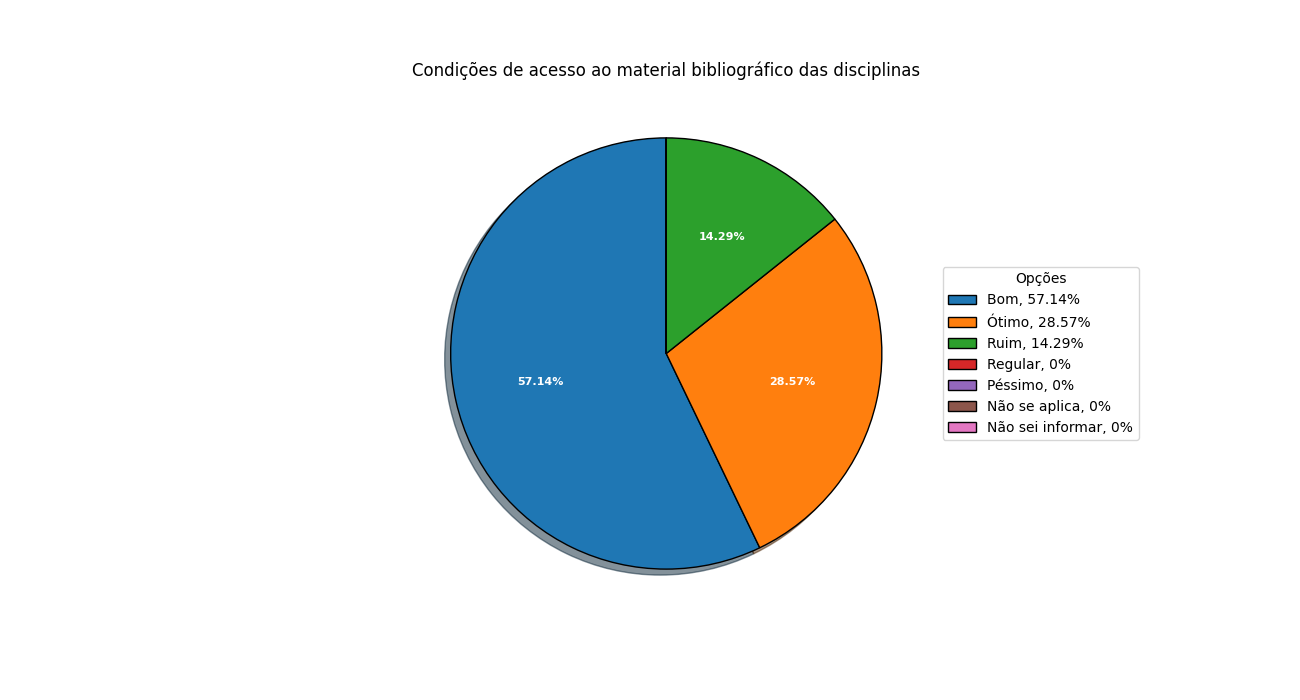 Condições de acesso ao material bibliográfico das disciplinas
14.29%
57.14%
28.57%
Opções
Bom, 57.14%
Ótimo, 28.57%
Ruim, 14.29%
Regular, 0%
Péssimo, 0%
Não se aplica, 0%
Não sei informar, 0%